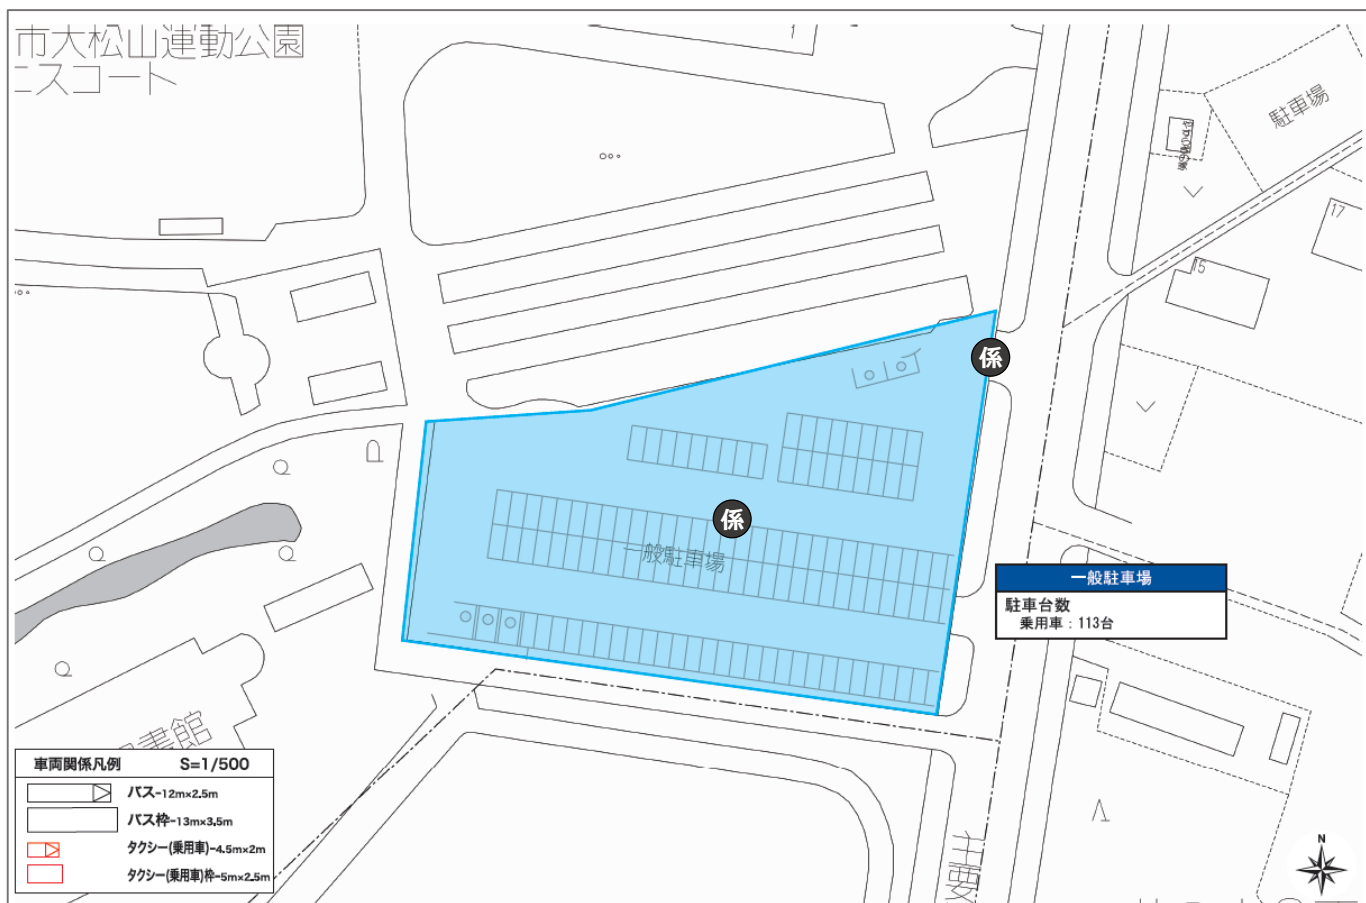 市大松山運動公園
ニスコート
駐車場
17
15
係
係
一般駐車場
一般駐車場
駐車台数
乗用車：113台
車両関係凡例 S=1/500
バス-12m×2.5m
バス枠-13m×3.5m
タクシー(乗用車)-4.5m×2m
タクシー(乗用車)枠-5m×2.5m
書館
主要
N